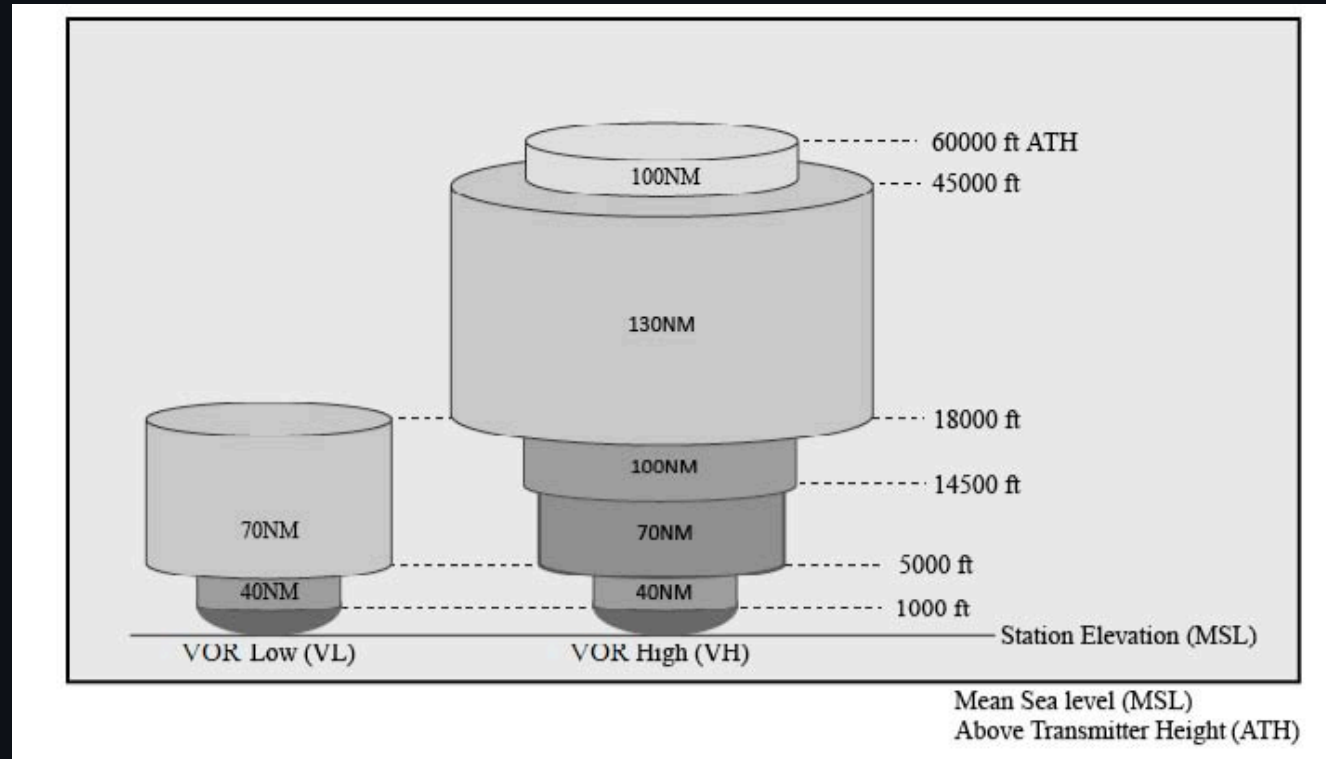 60000 ft ATH
100NM
45000 ft
130NM
18000 ft
100NM
14500 ft
70NM
70NM
5000 ft
40NM
40NM
1000 ft
Station Elevation (MSL)
VOR Low (VL)
VOR High (VH)
Mean Sea level (MSL)
Above Transmitter Height (ATH)